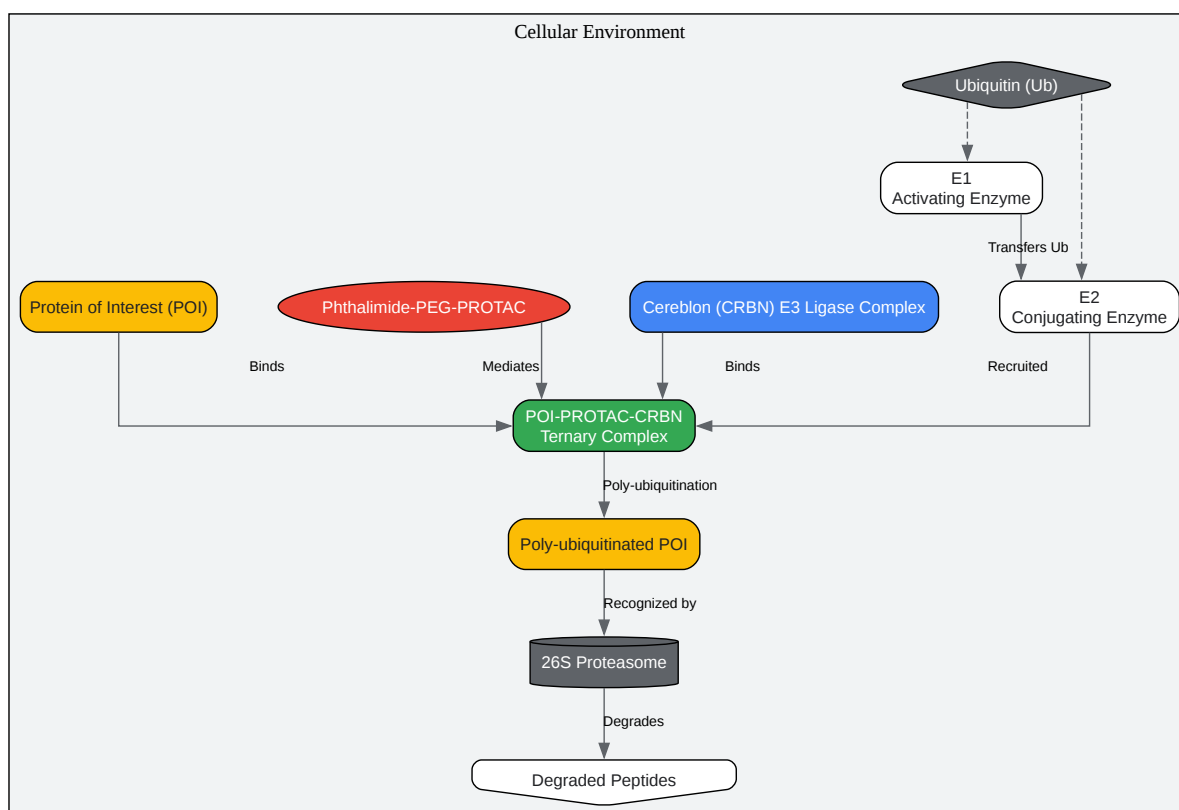 Cellular Environment
Ubiquitin (Ub)
E1
Activating Enzyme
Transfers Ub
Protein of Interest (POI)
Phthalimide-PEG-PROTAC
Cereblon (CRBN) E3 Ligase Complex
E2
Conjugating Enzyme
Binds
Mediates
Binds
Recruited
POI-PROTAC-CRBN
Ternary Complex
Poly-ubiquitination
Poly-ubiquitinated POI
Recognized by
26S Proteasome
Degrades
Degraded Peptides